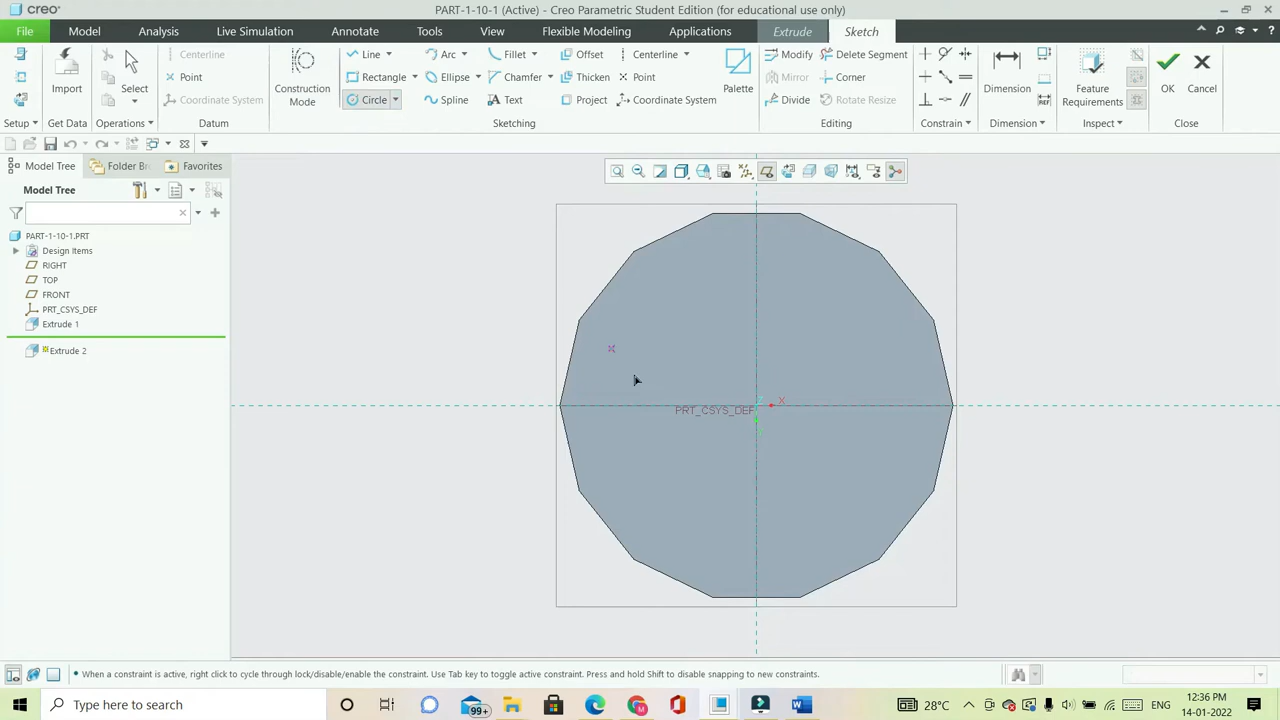 creo
PART-1-10-1 (Active) - Creo Parametric Student Edition (for educational use only)
File Model Analysis Live Simulation Annotate Tools View Flexible Modeling Applications Extrude Sketch
Centerline Line Arc Fillet Offset Centerline Modify Delete Segment
Point Rectangle Ellipse Chamfer Thicken Point Mirror Corner
Import Select Construction Mode Palette Dimension Feature Requirements OK Cancel
Coordinate System Circle Spline Text Project Coordinate System Divide Rotate Resize
Setup Get Data Operations Datum Sketching Editing Constrain Dimension Inspect Close
Model Tree Folder Br Favorites
Model Tree
PART-1-10-1.PRT
Design Items
RIGHT
TOP
FRONT
PRT_CSYS_DEF
Extrude 1
Extrude 2
X
PRT_CSYS_DEF
• When a constraint is active, right click to cycle through lock/disable/enable the constraint. Use Tab key to toggle active constraint. Press and hold Shift to disable snapping to new constraints.
Type here to search
99+
28°C
ENG
12:36 PM
14-01-2022